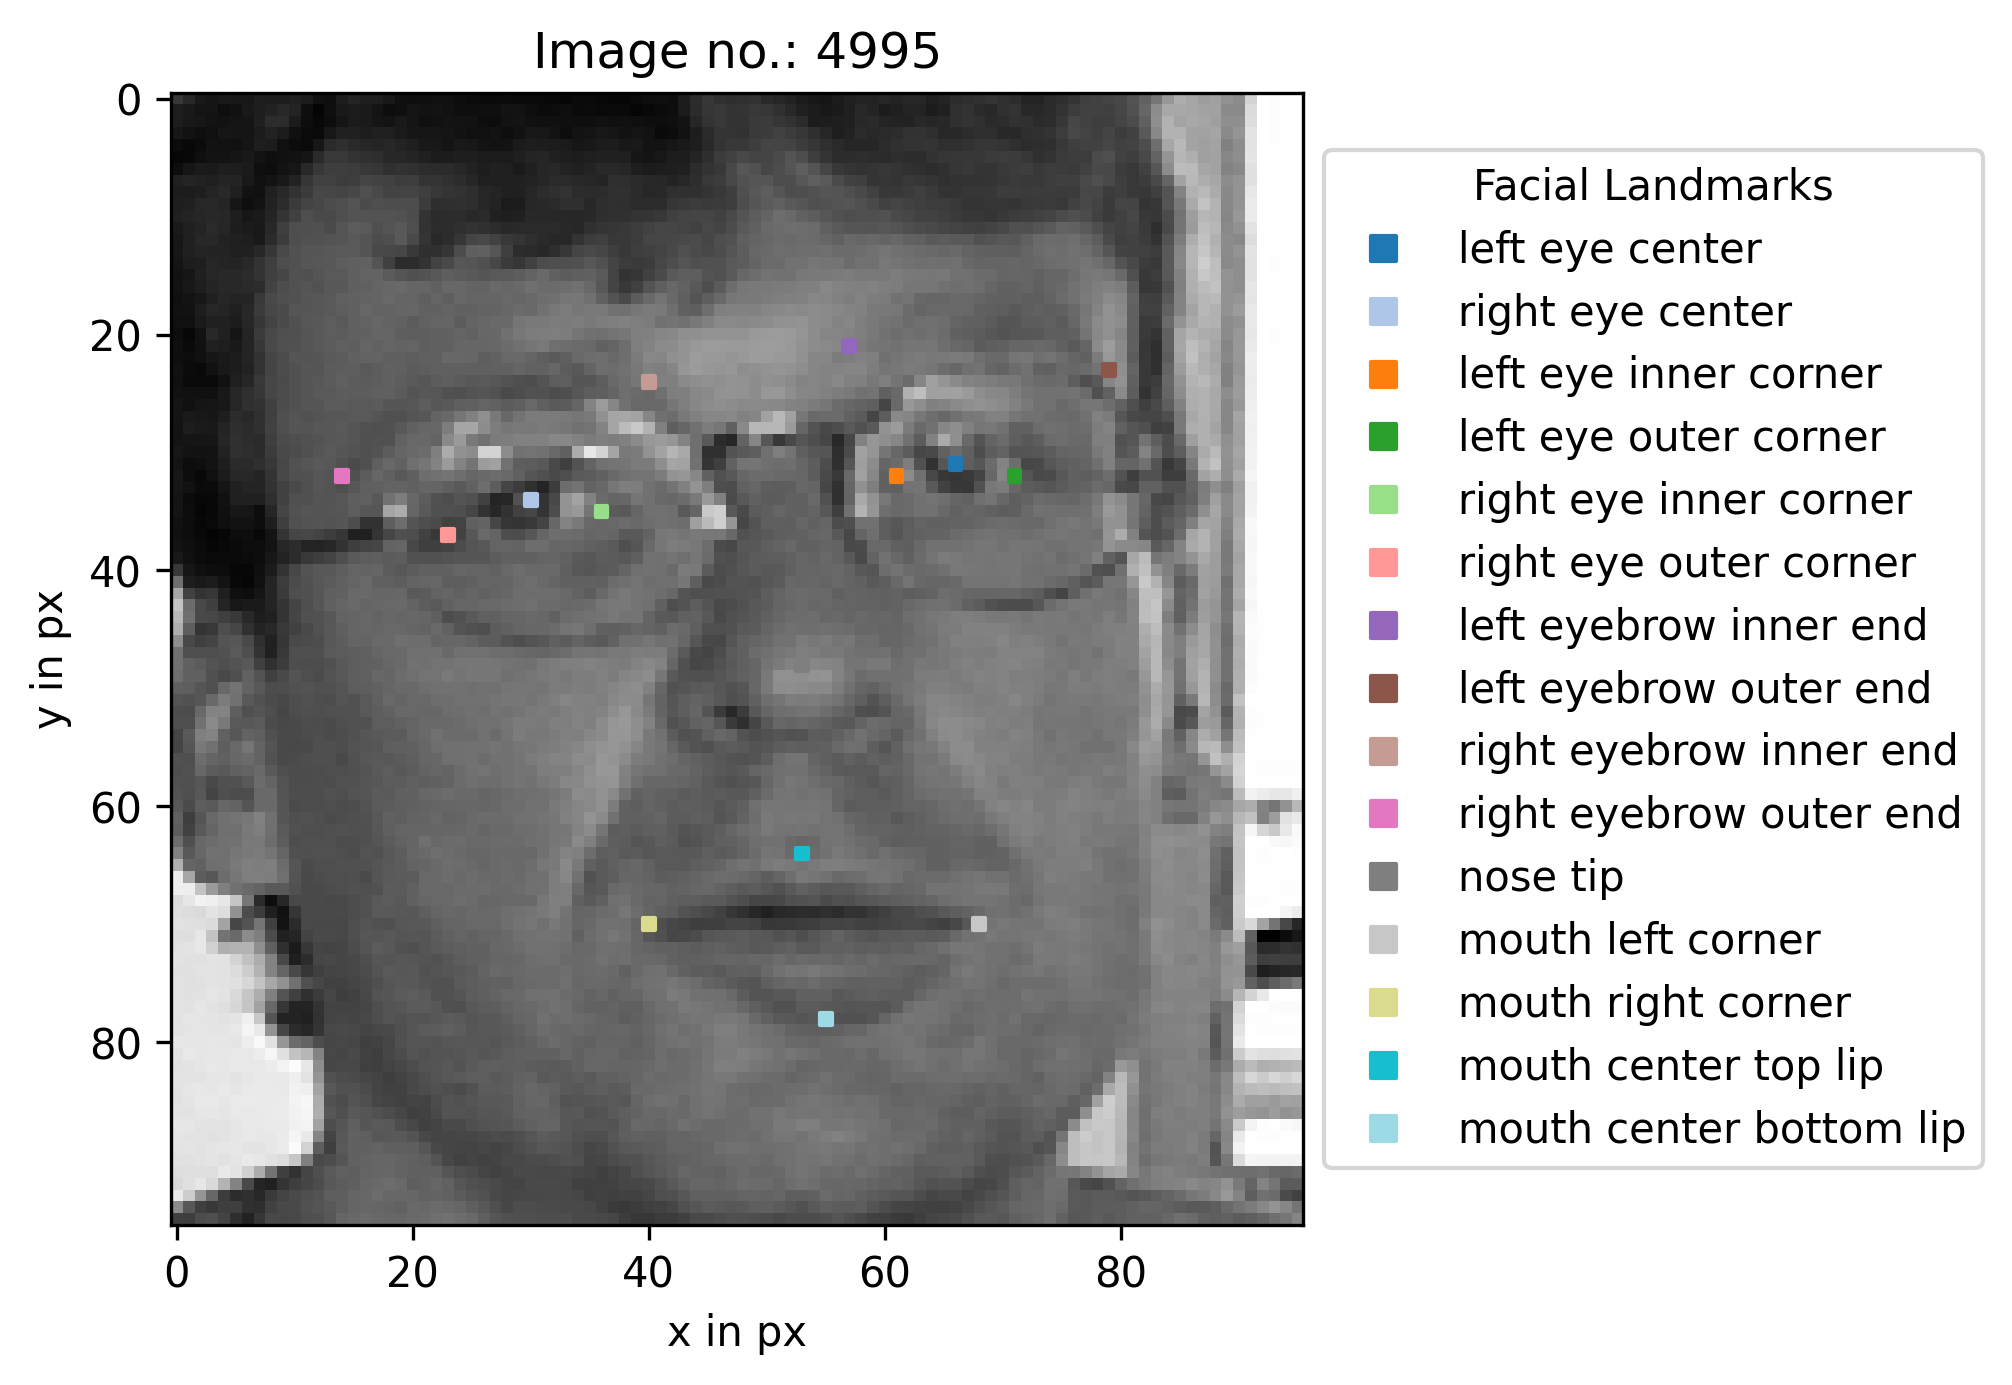 Image no.: 4995
0
20
40
60
80
y in px
0 20 40 60 80
x in px
Facial Landmarks
left eye center
right eye center
left eye inner corner
left eye outer corner
right eye inner corner
right eye outer corner
left eyebrow inner end
left eyebrow outer end
right eyebrow inner end
right eyebrow outer end
nose tip
mouth left corner
mouth right corner
mouth center top lip
mouth center bottom lip